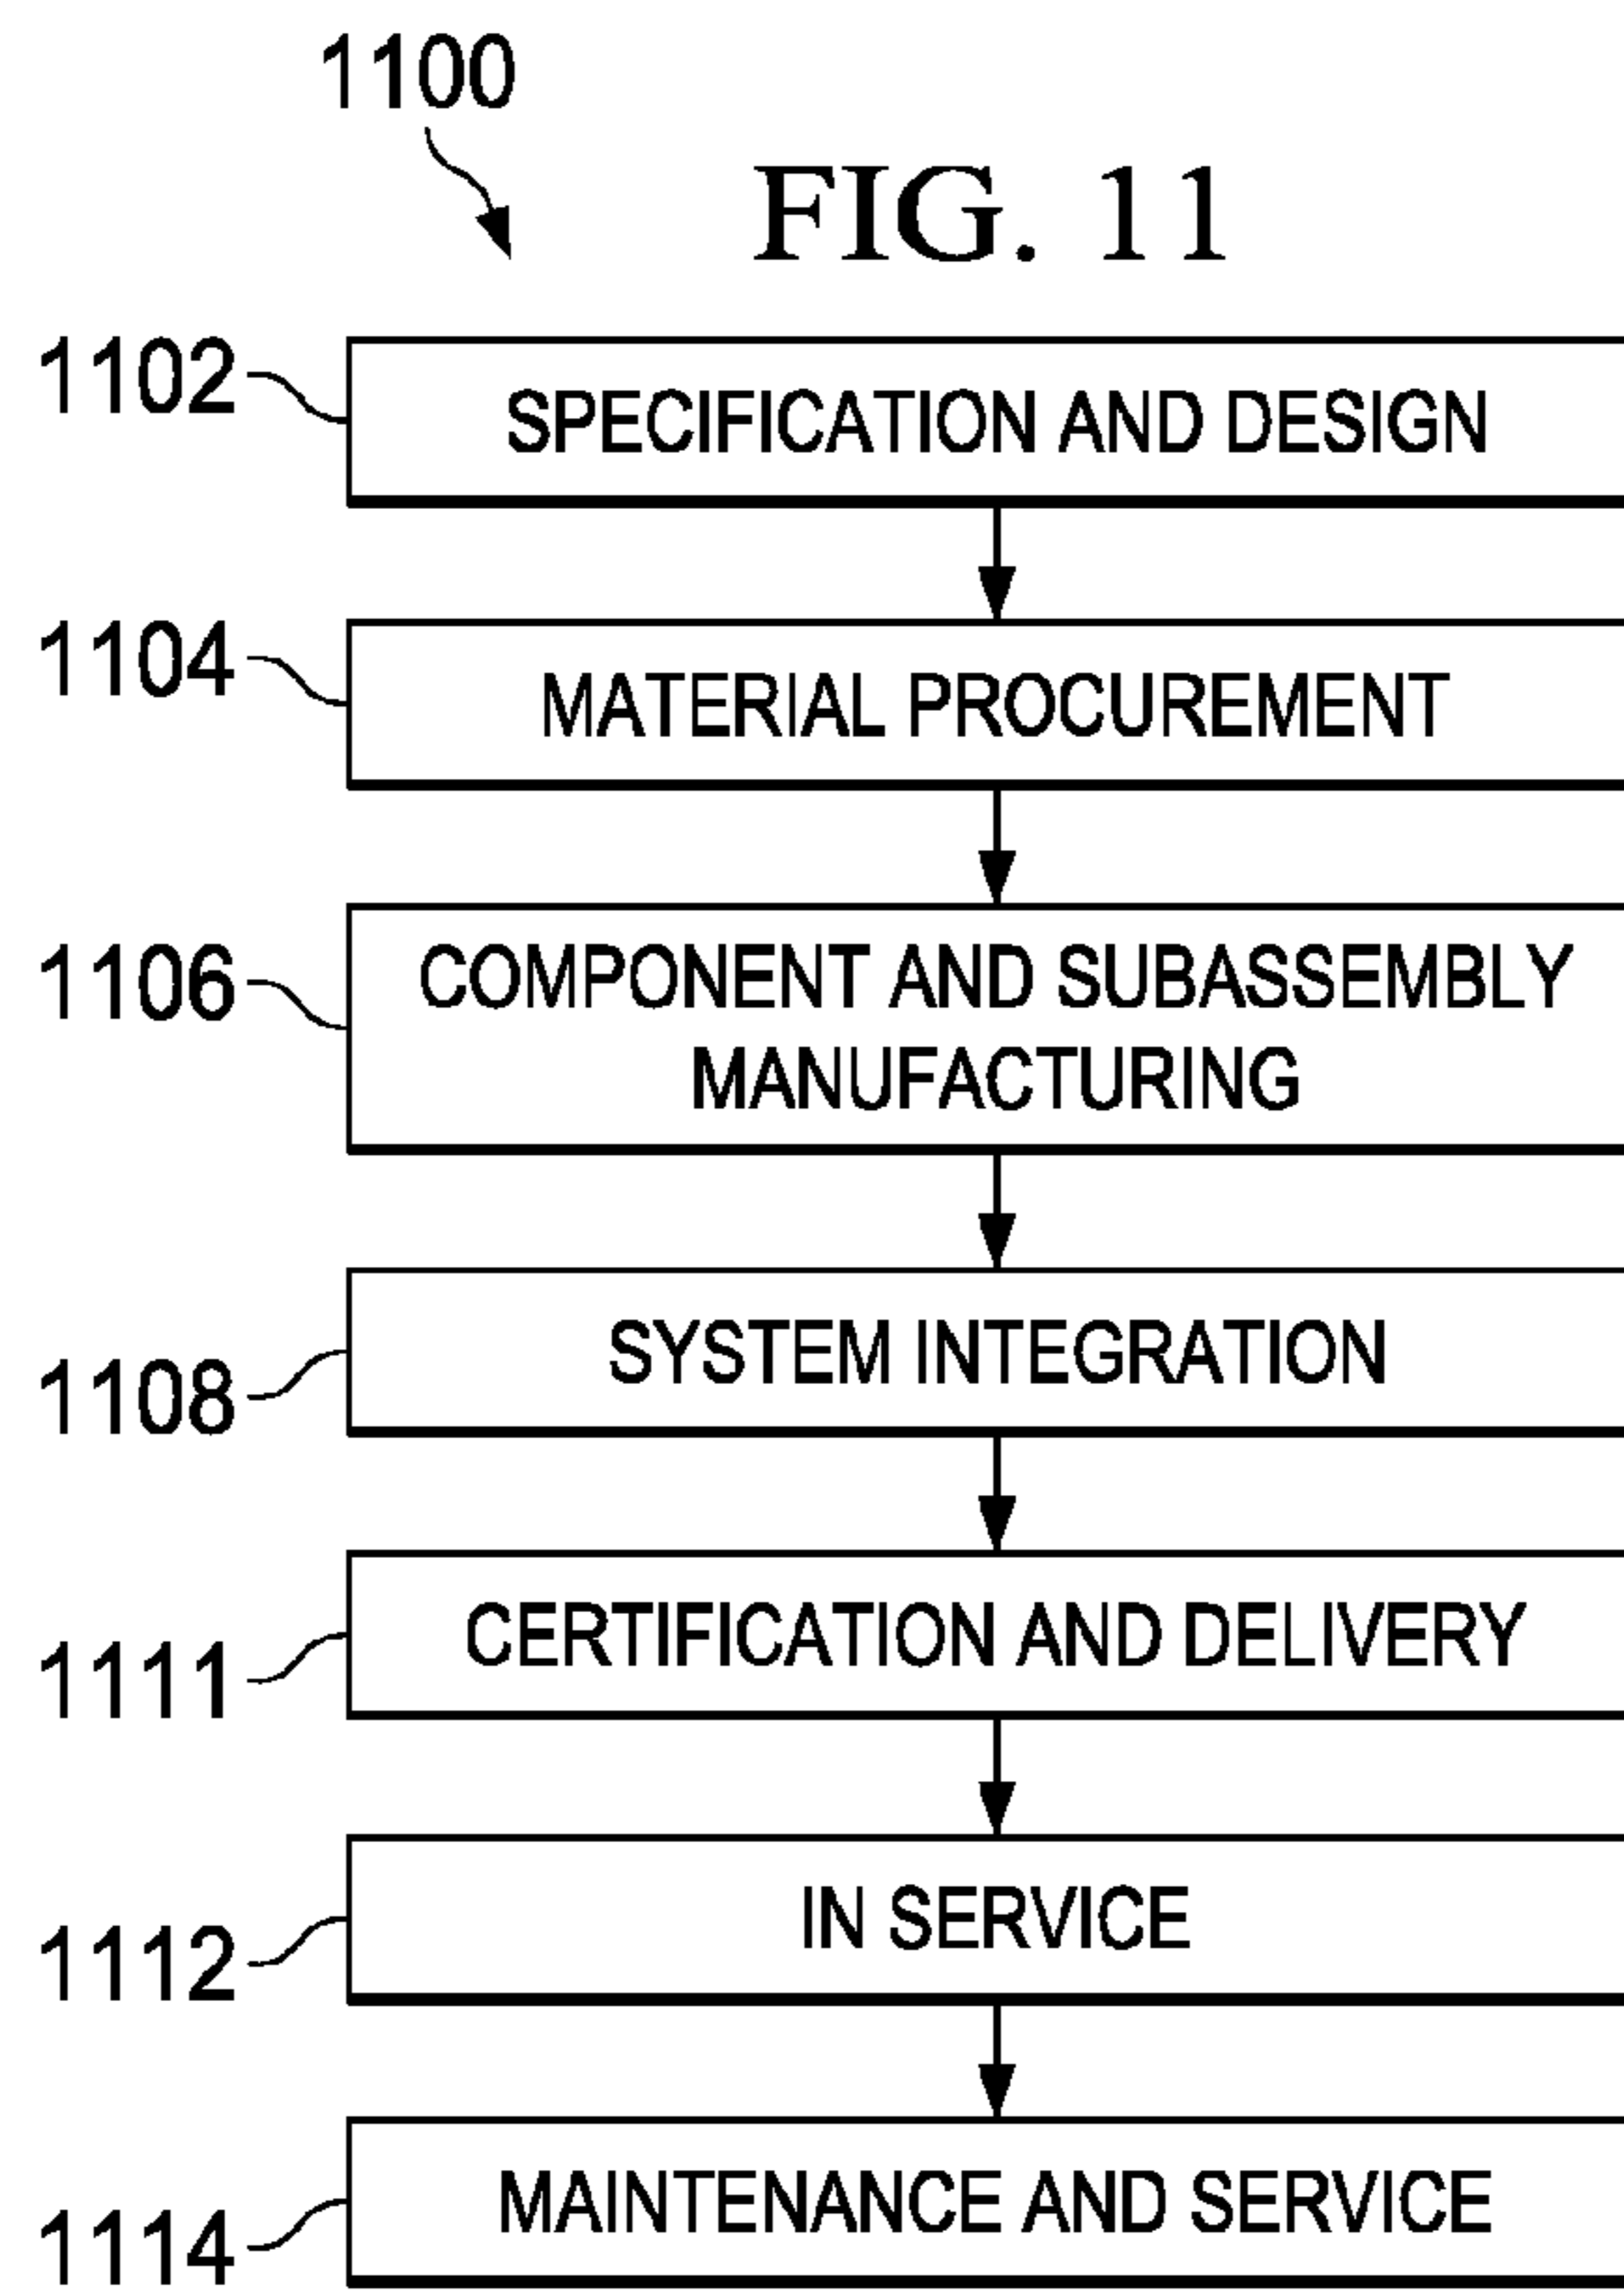 1100
FIG. 11
1102
SPECIFICATION AND DESIGN
1104
MATERIAL PROCUREMENT
1106
COMPONENT AND SUBASSEMBLY
MANUFACTURING
1108
SYSTEM INTEGRATION
1111
CERTIFICATION AND DELIVERY
1112
IN SERVICE
1114
MAINTENANCE AND SERVICE